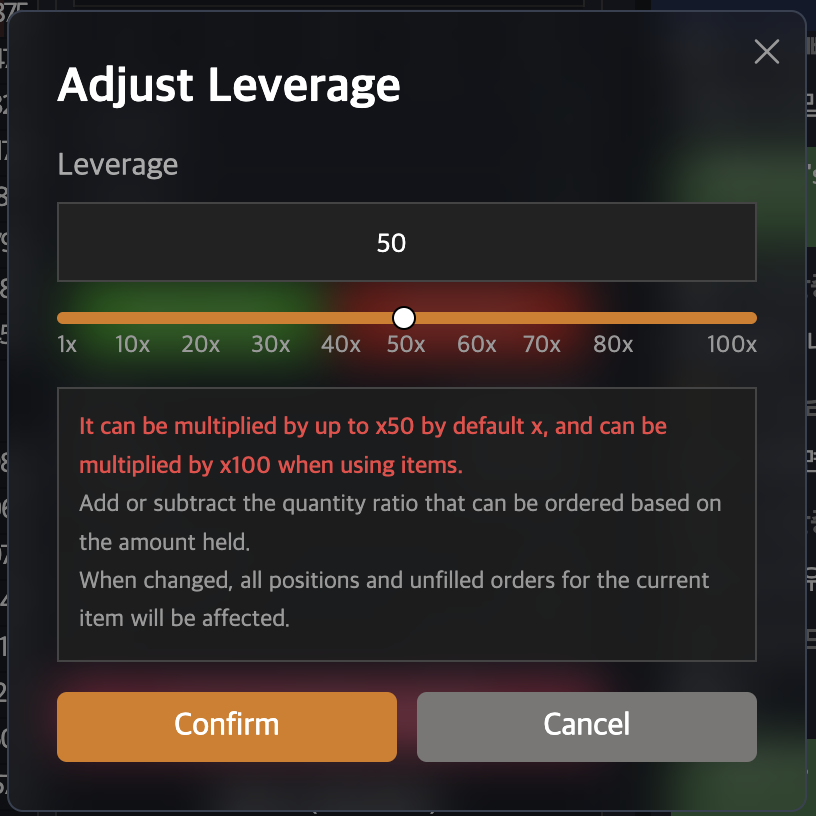 Adjust Leverage
Leverage
50
1x 10x 20x 30x 40x 50x 60x 70x 80x 100x
It can be multiplied by up to x50 by default x, and can be
multiplied by x100 when using items.
Add or subtract the quantity ratio that can be ordered based on
the amount held.
When changed, all positions and unfilled orders for the current
item will be affected.
Confirm Cancel